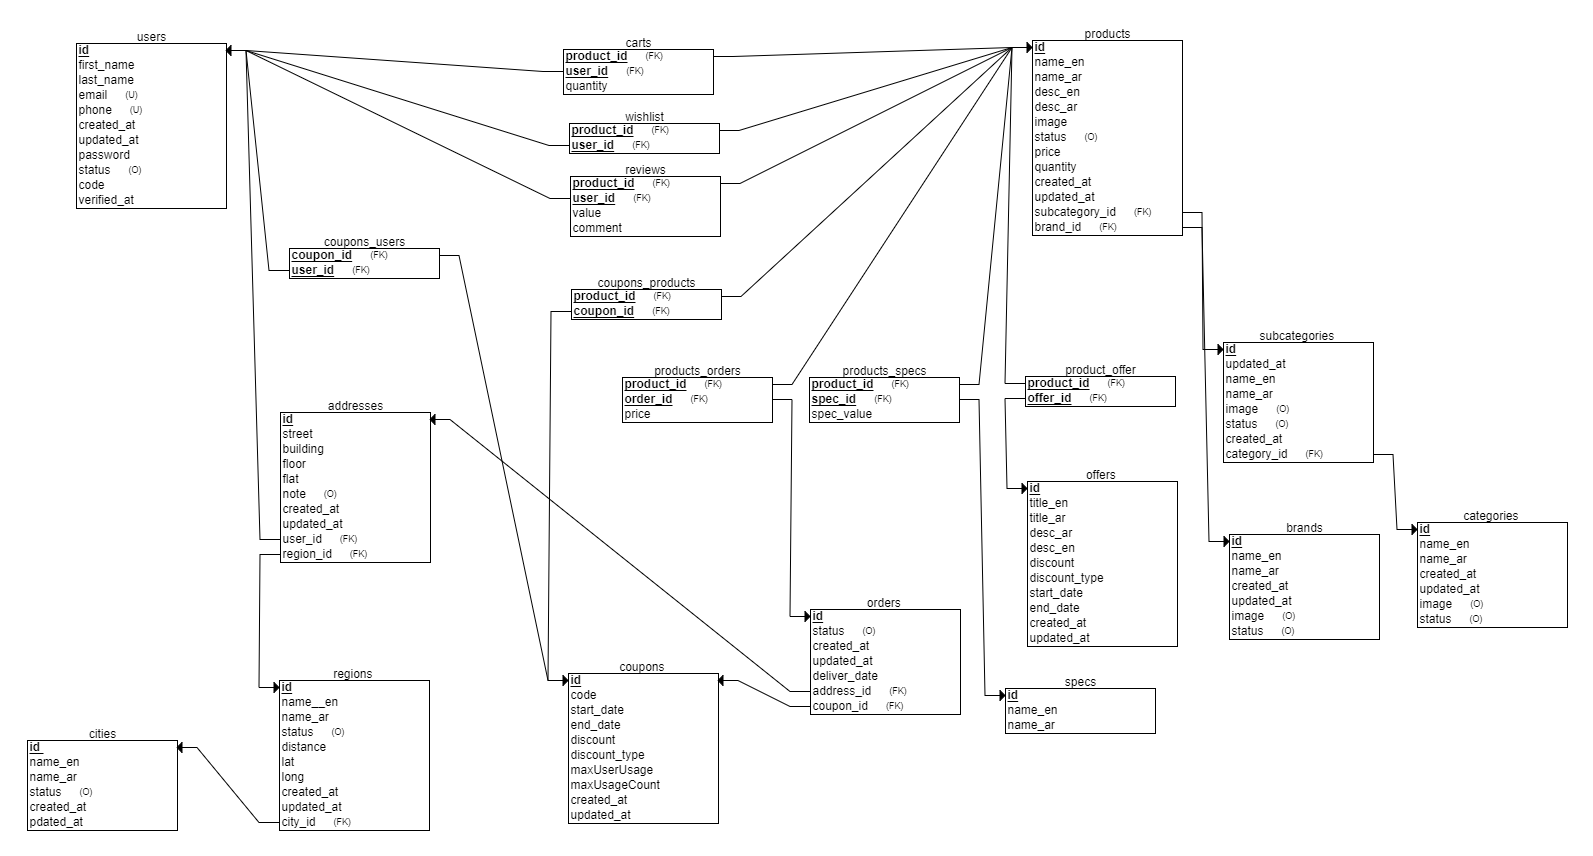 users
id
first_name
last_name
email (U)
phone (U)
created_at
updated_at
password
status (O)
code
verified_at
carts
product_id (FK)
user_id (FK)
quantity
wishlist
product_id (FK)
user_id (FK)
reviews
product_id (FK)
user_id (FK)
value
comment
products
id
name_en
name_ar
desc_en
desc_ar
image
status (O)
price
quantity
created_at
updated_at
subcategory_id (FK)
brand_id (FK)
coupons_users
coupon_id (FK)
user_id (FK)
coupons_products
product_id (FK)
coupon_id (FK)
products_orders
product_id (FK)
order_id (FK)
price
products_specs
product_id (FK)
spec_id (FK)
spec_value
product_offer
product_id (FK)
offer_id (FK)
subcategories
id
updated_at
name_en
name_ar
image (O)
status (O)
created_at
category_id (FK)
addresses
id
street
building
floor
flat
note (O)
created_at
updated_at
user_id (FK)
region_id (FK)
offers
id
title_en
title_ar
desc_ar
desc_en
discount
discount_type
start_date
end_date
created_at
updated_at
brands
id
name_en
name_ar
created_at
updated_at
image (O)
status (O)
categories
id
name_en
name_ar
created_at
updated_at
image (O)
status (O)
orders
id
status (O)
created_at
updated_at
deliver_date
address_id (FK)
coupon_id (FK)
regions
id
name__en
name_ar
status (O)
distance
lat
long
created_at
updated_at
city_id (FK)
coupons
id
code
start_date
end_date
discount
discount_type
maxUserUsage
maxUsageCount
created_at
updated_at
specs
id
name_en
name_ar
cities
id
name_en
name_ar
status (O)
created_at
pdated_at